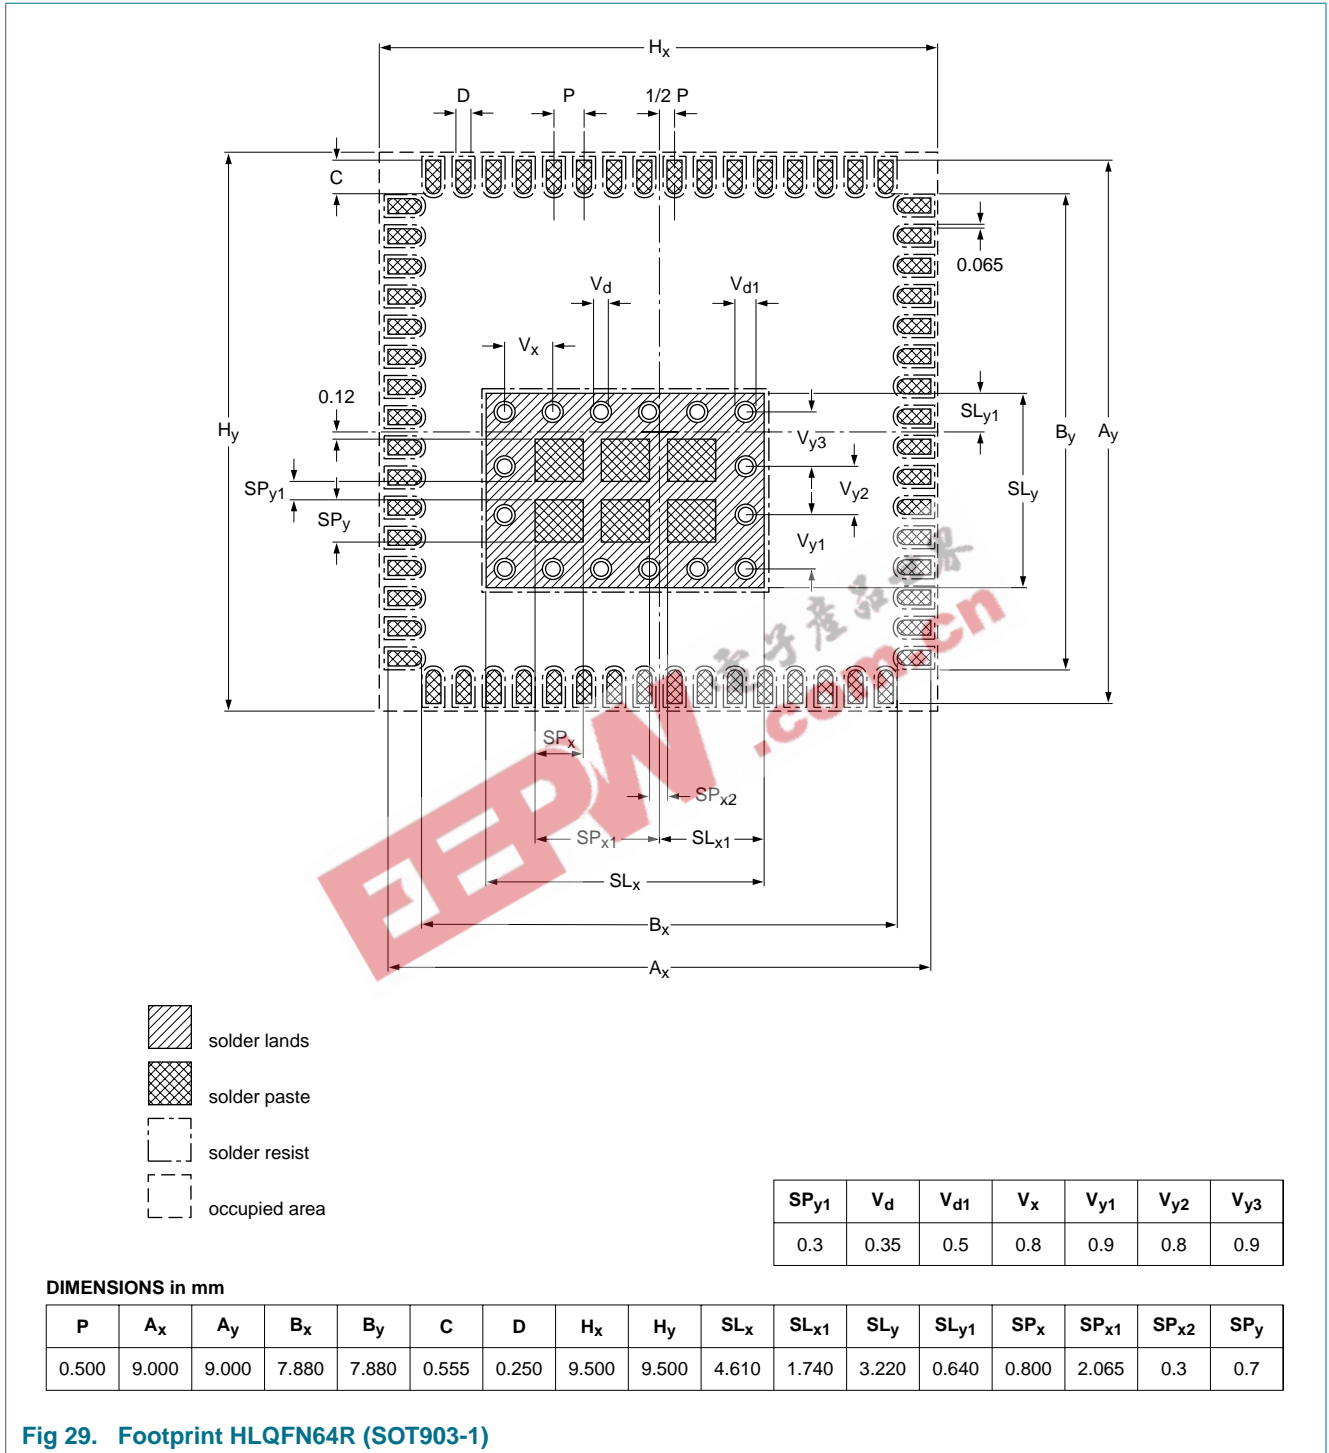 Hx
D
P
1/2 P
C
0.065
Vd
Vd1
Vx
0.12
SLy1
Hy
Vy3
By
Ay
SPy1
Vy2
SLy
SPy
Vy1
電子產品世界
.com.cn
EEPW
SPx
SPx2
SPx1
SLx1
SLx
Bx
Ax
solder lands
solder paste
solder resist
occupied area
SPy1 Vd Vd1 Vx Vy1 Vy2 Vy3
0.3 0.35 0.5 0.8 0.9 0.8 0.9
DIMENSIONS in mm
P Ax Ay Bx By C D Hx Hy SLx SLx1 SLy SLy1 SPx SPx1 SPx2 SPy
0.500 9.000 9.000 7.880 7.880 0.555 0.250 9.500 9.500 4.610 1.740 3.220 0.640 0.800 2.065 0.3 0.7
Fig 29. Footprint HLQFN64R (SOT903-1)